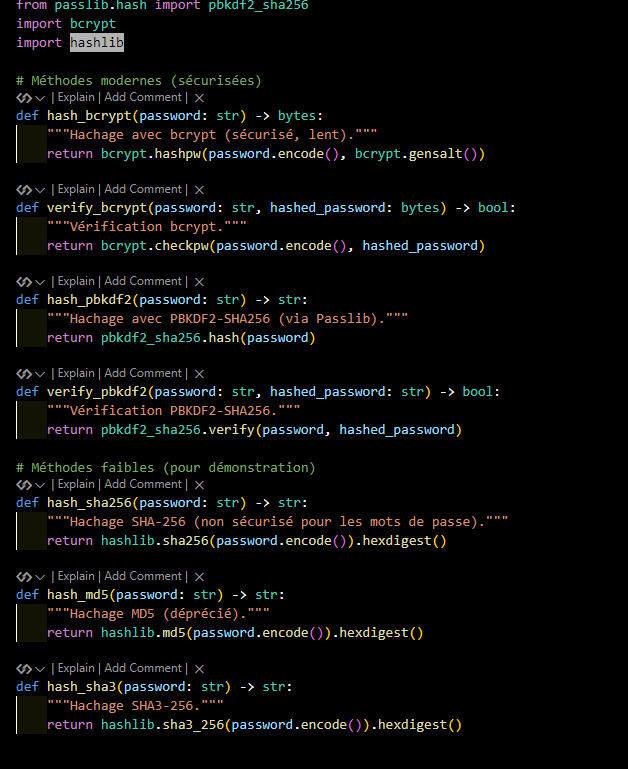 from passlib.hash import pbkdf2_sha256
import bcrypt
import hashlib
# Méthodes modernes (sécurisées)
| Explain | Add Comment | X
def hash_bcrypt(password: str) -> bytes:
"""Hachage avec bcrypt (sécurisé, lent)."""
return bcrypt.hashpw(password.encode(), bcrypt.gensalt())
| Explain | Add Comment | X
def verify_bcrypt(password: str, hashed_password: bytes) -> bool:
"""Vérification bcrypt."""
return bcrypt.checkpw(password.encode(), hashed_password)
| Explain | Add Comment | X
def hash_pbkdf2(password: str) -> str:
"""Hachage avec PBKDF2-SHA256 (via Passlib)."""
return pbkdf2_sha256.hash(password)
| Explain | Add Comment | X
def verify_pbkdf2(password: str, hashed_password: str) -> bool:
"""Vérification PBKDF2-SHA256."""
return pbkdf2_sha256.verify(password, hashed_password)
# Méthodes faibles (pour démonstration)
| Explain | Add Comment | X
def hash_sha256(password: str) -> str:
"""Hachage SHA-256 (non sécurisé pour les mots de passe)."""
return hashlib.sha256(password.encode()).hexdigest()
| Explain | Add Comment | X
def hash_md5(password: str) -> str:
"""Hachage MD5 (déprécié)."""
return hashlib.md5(password.encode()).hexdigest()
| Explain | Add Comment | X
def hash_sha3(password: str) -> str:
"""Hachage SHA3-256."""
return hashlib.sha3_256(password.encode()).hexdigest()